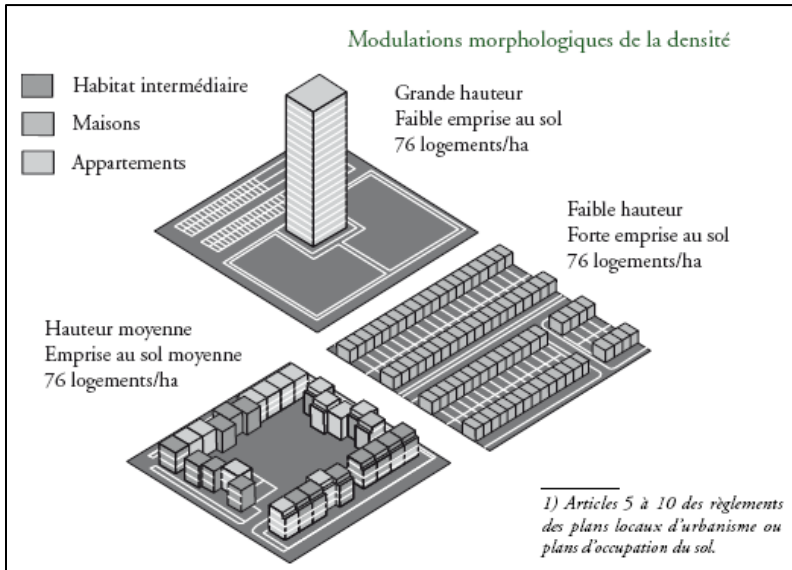 Modulations morphologiques de la densité
Habitat intermédiaire
Maisons
Appartements
Grande hauteur
Faible emprise au sol
76 logements/ha
Faible hauteur
Forte emprise au sol
76 logements/ha
Hauteur moyenne
Emprise au sol moyenne
76 logements/ha
1) Articles 5 à 10 des règlements
des plans locaux d'urbanisme ou
plans d'occupation du sol.